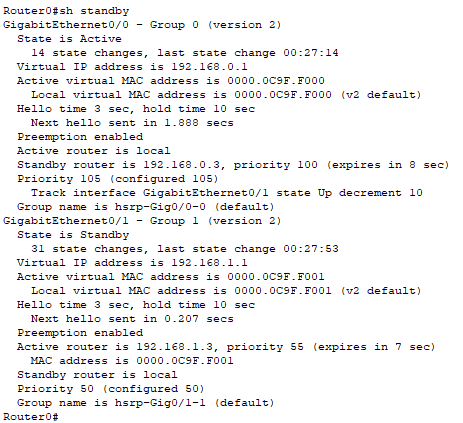 Router0#sh standby
GigabitEthernet0/0 - Group 0 (version 2)
  State is Active
    14 state changes, last state change 00:27:14
  Virtual IP address is 192.168.0.1
  Active virtual MAC address is 0000.0C9F.F000
    Local virtual MAC address is 0000.0C9F.F000 (v2 default)
  Hello time 3 sec, hold time 10 sec
    Next hello sent in 1.888 secs
  Preemption enabled
  Active router is local
  Standby router is 192.168.0.3, priority 100 (expires in 8 sec)
  Priority 105 (configured 105)
    Track interface GigabitEthernet0/1 state Up decrement 10
  Group name is hsrp-Gig0/0-0 (default)
GigabitEthernet0/1 - Group 1 (version 2)
  State is Standby
    31 state changes, last state change 00:27:53
  Virtual IP address is 192.168.1.1
  Active virtual MAC address is 0000.0C9F.F001
    Local virtual MAC address is 0000.0C9F.F001 (v2 default)
  Hello time 3 sec, hold time 10 sec
    Next hello sent in 0.207 secs
  Preemption enabled
  Active router is 192.168.1.3, priority 55 (expires in 7 sec)
    MAC address is 0000.0C9F.F001
  Standby router is local
  Priority 50 (configured 50)
  Group name is hsrp-Gig0/1-1 (default)
Router0#